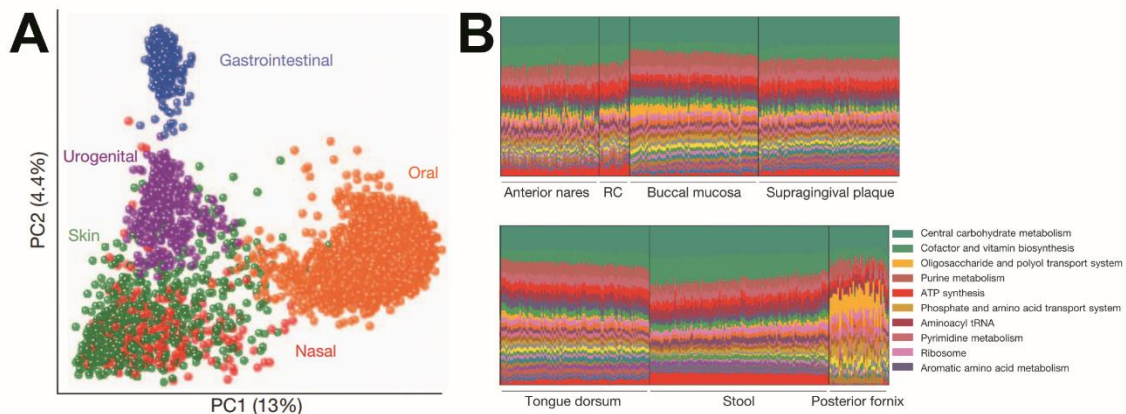 A
Gastrointestinal
Urogenital
Oral
Skin
Nasal
PC2 (4.4%)
PC1 (13%)
B
Anterior nares RC Buccal mucosa Supragingival plaque
Central carbohydrate metabolism
Cofactor and vitamin biosynthesis
Oligosaccharide and polyol transport system
Purine metabolism
ATP synthesis
Phosphate and amino acid transport system
Aminoacyl tRNA
Pyrimidine metabolism
Ribosome
Aromatic amino acid metabolism
Tongue dorsum Stool Posterior fornix